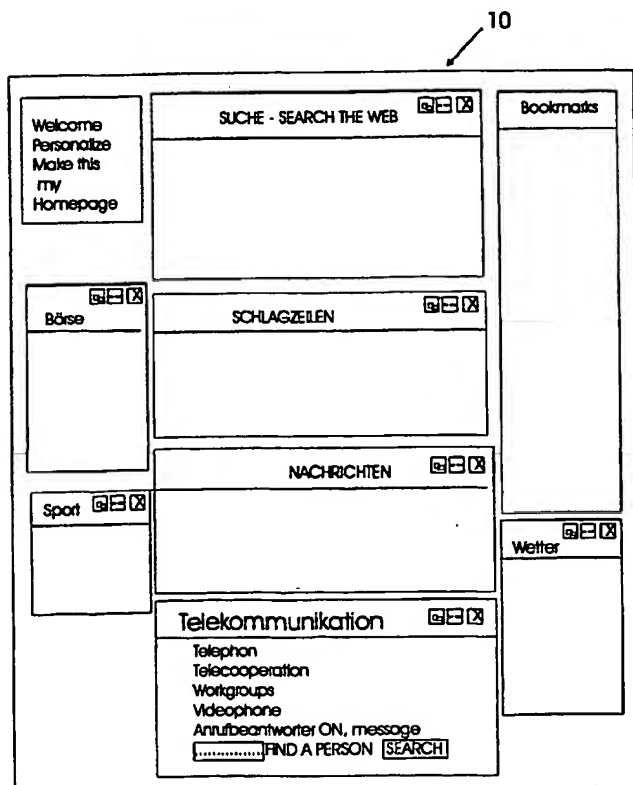 10
Welcome
Personalize
Make this
my
Homepage
SUCHE - SEARCH THE WEB
X
Bookmarks
Börse
X
SCHLAGZEILEN
X
NACHRICHTEN
X
Sport
X
Wetter
X
Telekommunikation
X
Telephon
Telecooperation
Workgroups
Videophone
Anrufbeantworter ON, message
...............FIND A PERSON SEARCH